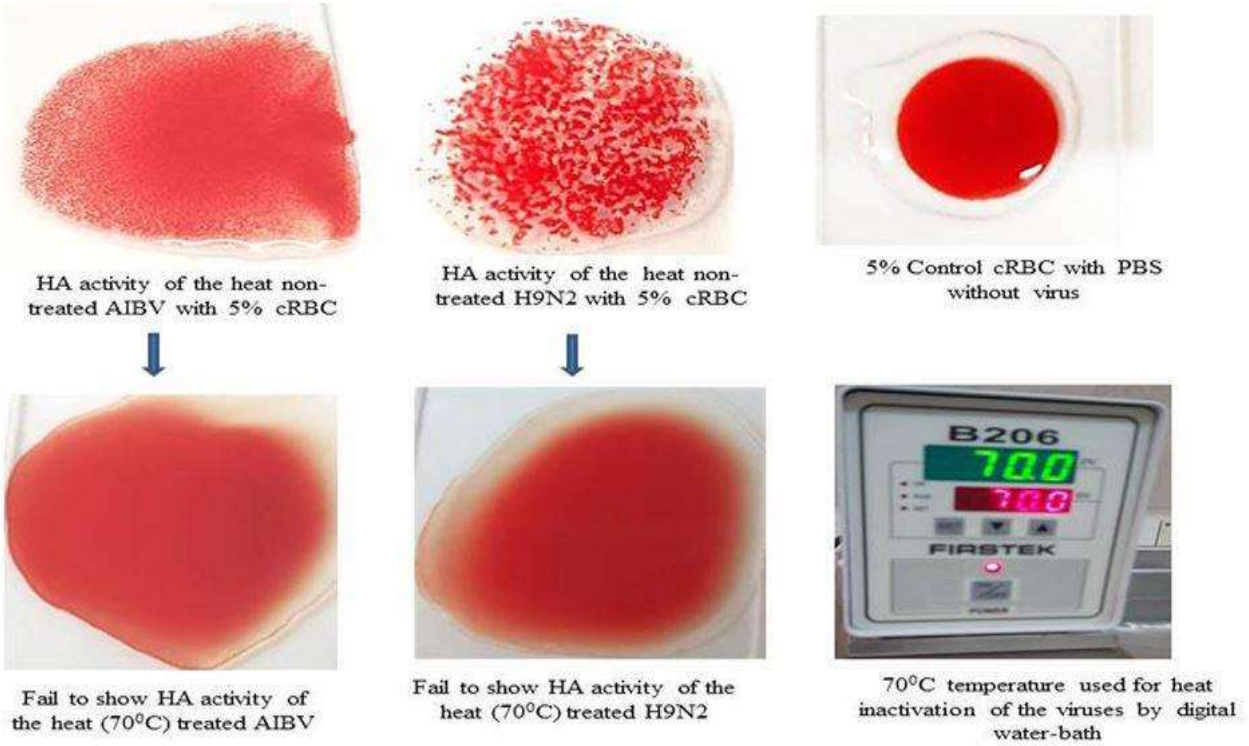 HA activity of the heat non-
treated AIBV with 5% cRBC
HA activity of the heat non-
treated H9N2 with 5% cRBC
5% Control cRBC with PBS
without virus
B206
70.0
70.0
FIRSTEK
POWER
Fail to show HA activity of
the heat (70⁰C) treated AIBV
Fail to show HA activity of the
heat (70⁰C) treated H9N2
70⁰C temperature used for heat
inactivation of the viruses by digital
water-bath